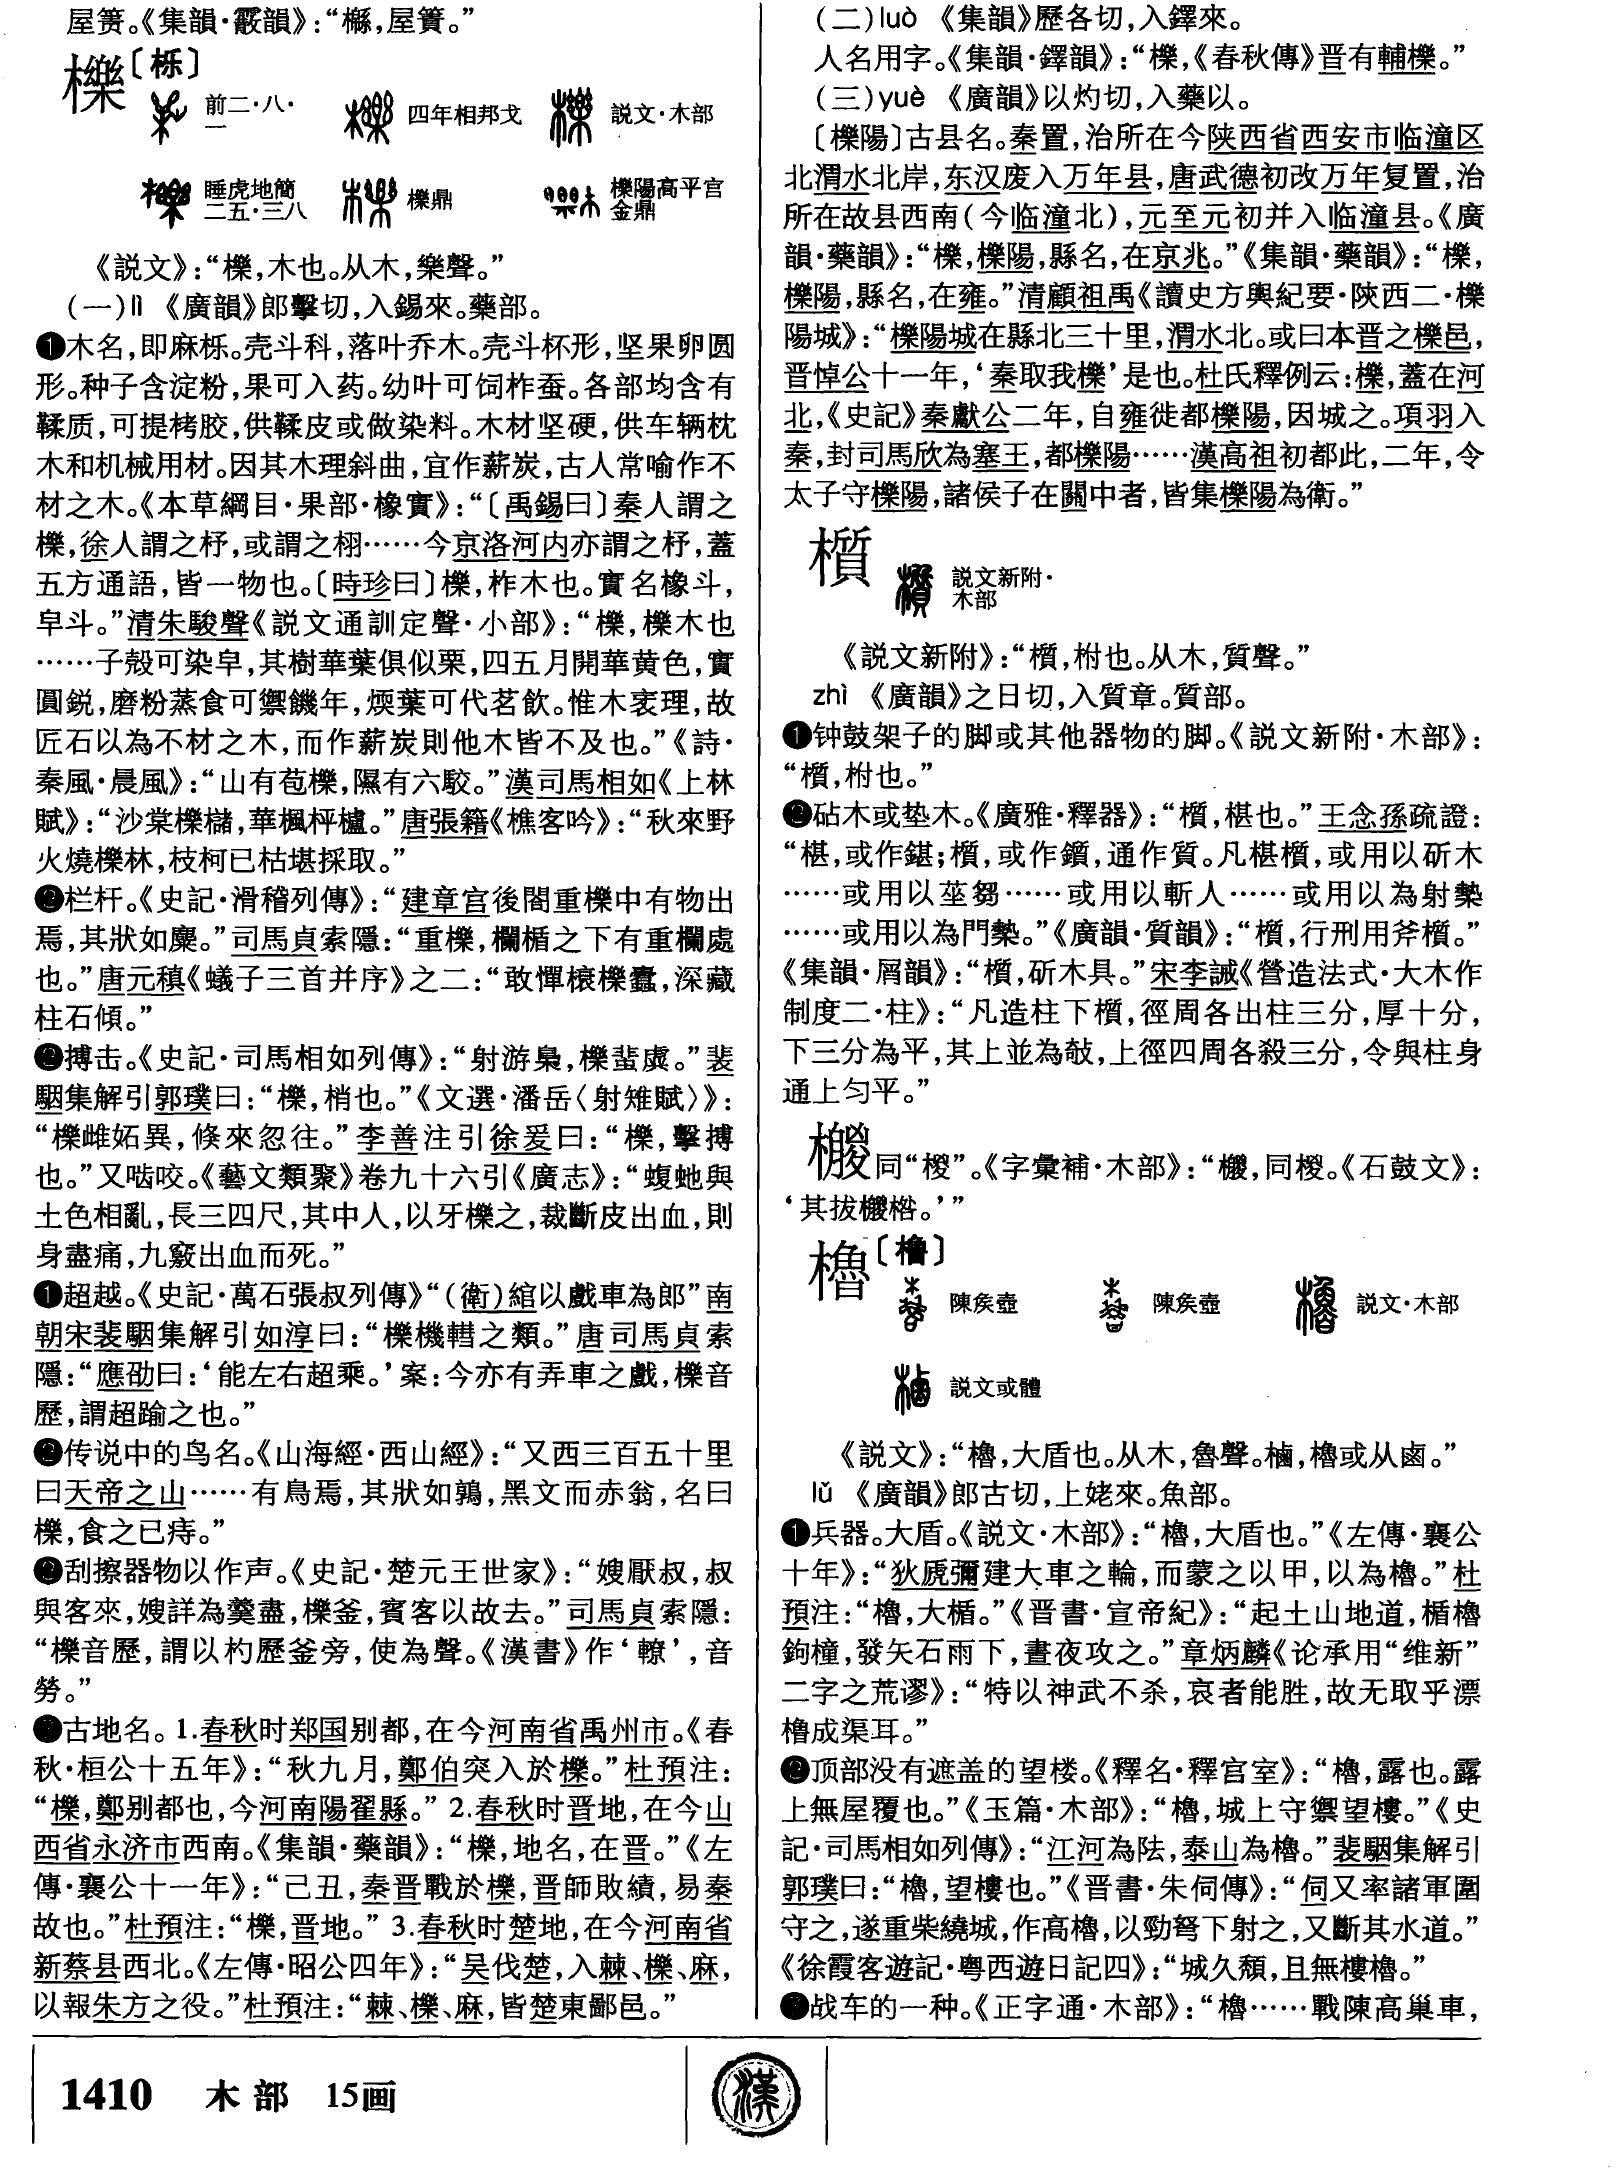 屋箦。《集韻·霰韻》：“㯀，屋簀。”
櫟〔栎〕
前二·八·一　四年相邦戈　説文·木部
睡虎地簡二五·三八　櫟鼎　櫟陽高平宫金鼎
《説文》：“櫟，木也。从木，樂聲。”
(一)lì 《廣韻》郎擊切，入錫來。藥部。
❶木名，即麻栎。壳斗科，落叶乔木。壳斗杯形，坚果卵圆
形。种子含淀粉，果可入药。幼叶可饲柞蚕。各部均含有
鞣质，可提栲胶，供鞣皮或做染料。木材坚硬，供车辆枕
木和机械用材。因其木理斜曲，宜作薪炭，古人常喻作不
材之木。《本草綱目·果部·橡實》：“〔禹錫曰〕秦人謂之
櫟，徐人謂之杼，或謂之栩……今京洛河内亦謂之杼，蓋
五方通語，皆一物也。〔時珍曰〕櫟，柞木也。實名橡斗，
皁斗。”清朱駿聲《説文通訓定聲·小部》：“櫟，櫟木也
……子殻可染皁，其樹華葉俱似栗，四五月開華黄色，實
圓鋭，磨粉蒸食可禦饑年，煗葉可代茗飲。惟木衺理，故
匠石以為不材之木，而作薪炭則他木皆不及也。”《詩·
秦風·晨風》：“山有苞櫟，隰有六駮。”漢司馬相如《上林
賦》：“沙棠櫟櫧，華楓枰櫨。”唐張籍《樵客吟》：“秋來野
火燒櫟林，枝柯已枯堪採取。”
❷栏杆。《史記·滑稽列傳》：“建章宫後閤重櫟中有物出
焉，其狀如麋。”司馬貞索隱：“重櫟，欄楯之下有重欄處
也。”唐元稹《蟻子三首并序》之二：“敢憚榱櫟蠹，深藏
柱石傾。”
❷搏击。《史記·司馬相如列傳》：“射游梟，櫟蜚虡。”裴
駰集解引郭璞曰：“櫟，梢也。”《文選·潘岳〈射雉賦〉》：
“櫟雌妬異，倏來忽往。”李善注引徐爰曰：“櫟，擊搏
也。”又啮咬。《藝文類聚》卷九十六引《廣志》：“蝮虵與
土色相亂，長三四尺，其中人，以牙櫟之，裁斷皮出血，則
身盡痛，九竅出血而死。”
❶超越。《史記·萬石張叔列傳》“(衛)綰以戲車為郎”南
朝宋裴駰集解引如淳曰：“櫟機轊之類。”唐司馬貞索
隱：“應劭曰：‘能左右超乘。’案：今亦有弄車之戲，櫟音
歷，謂超踰之也。”
❷传说中的鸟名。《山海經·西山經》：“又西三百五十里
曰天帝之山……有鳥焉，其狀如鶉，黑文而赤翁，名曰
櫟，食之已痔。”
❷刮擦器物以作声。《史記·楚元王世家》：“嫂厭叔，叔
與客來，嫂詳為羹盡，櫟釜，賓客以故去。”司馬貞索隱：
“櫟音歷，謂以杓歷釜旁，使為聲。《漢書》作‘轑’，音
勞。”
古地名。1.春秋时郑国别都，在今河南省禹州市。《春
秋·桓公十五年》：“秋九月，鄭伯突入於櫟。”杜預注：
“櫟，鄭别都也，今河南陽翟縣。”2.春秋时晋地，在今山
西省永济市西南。《集韻·藥韻》：“櫟，地名，在晋。”《左
傳·襄公十一年》：“己丑，秦晋戰於櫟，晋師敗績，易秦
故也。”杜預注：“櫟，晋地。”3.春秋时楚地，在今河南省
新蔡县西北。《左傳·昭公四年》：“吴伐楚，入棘、櫟、麻，
以報朱方之役。”杜預注：“棘、櫟、麻，皆楚東鄙邑。”
(二)luò 《集韻》歷各切，入鐸來。
人名用字。《集韻·鐸韻》：“櫟，《春秋傳》晋有輔櫟。”
(三)yuè 《廣韻》以灼切，入藥以。
〔櫟陽〕古县名。秦置，治所在今陕西省西安市临潼区
北渭水北岸，东汉废入万年县，唐武德初改万年复置，治
所在故县西南(今临潼北)，元至元初并入临潼县。《廣
韻·藥韻》：“櫟，櫟陽，縣名，在京兆。”《集韻·藥韻》：“櫟，
櫟陽，縣名，在雍。”清顧祖禹《讀史方輿紀要·陝西二·櫟
陽城》：“櫟陽城在縣北三十里，渭水北。或曰本晋之櫟邑，
晋悼公十一年，‘秦取我櫟’是也。杜氏釋例云：櫟，蓋在河
北，《史記》秦獻公二年，自雍徙都櫟陽，因城之。項羽入
秦，封司馬欣為塞王，都櫟陽……漢高祖初都此，二年，令
太子守櫟陽，諸侯子在關中者，皆集櫟陽為衛。”
櫍
説文新附·木部
《説文新附》：“櫍，柎也。从木，質聲。”
zhì 《廣韻》之日切，入質章。質部。
❶钟鼓架子的脚或其他器物的脚。《説文新附·木部》：
“櫍，柎也。”
❷砧木或垫木。《廣雅·釋器》：“櫍，椹也。”王念孫疏證：
“椹，或作鍖；櫍，或作鑕，通作質。凡椹櫍，或用以斫木
……或用以莝芻……或用以斬人……或用以為射槷
……或用以為門槷。”《廣韻·質韻》：“櫍，行刑用斧櫍。”
《集韻·屑韻》：“櫍，斫木具。”宋李誡《營造法式·大木作
制度二·柱》：“凡造柱下櫍，徑周各出柱三分，厚十分，
下三分為平，其上並為攲，上徑四周各殺三分，令與柱身
通上匀平。”
同“椶”。《字彙補·木部》：“，同椶。《石鼓文》：
‘其拔楛。’”
櫓〔橹〕
陳矦壺　陳矦壺　説文·木部
説文或體
《説文》：“櫓，大盾也。从木，魯聲。樐，櫓或从鹵。”
lǔ 《廣韻》郎古切，上姥來。魚部。
❶兵器。大盾。《説文·木部》：“櫓，大盾也。”《左傳·襄公
十年》：“狄虒彌建大車之輪，而蒙之以甲，以為櫓。”杜
預注：“櫓，大楯。”《晋書·宣帝紀》：“起土山地道，楯櫓
鉤橦，發矢石雨下，晝夜攻之。”章炳麟《论承用“维新”
二字之荒谬》：“特以神武不杀，哀者能胜，故无取乎漂
橹成渠耳。”
❷顶部没有遮盖的望楼。《釋名·釋宫室》：“櫓，露也。露
上無屋覆也。”《玉篇·木部》：“櫓，城上守禦望樓。”《史
記·司馬相如列傳》：“江河為阹，泰山為櫓。”裴駰集解引
郭璞曰：“櫓，望樓也。”《晋書·朱伺傳》：“伺又率諸軍圍
守之，遂重柴繞城，作高櫓，以勁弩下射之，又斷其水道。”
《徐霞客遊記·粤西遊日記四》：“城久頹，且無樓櫓。”
战车的一种。《正字通·木部》：“櫓……戰陳高巢車，
1410　木部　15画
漢